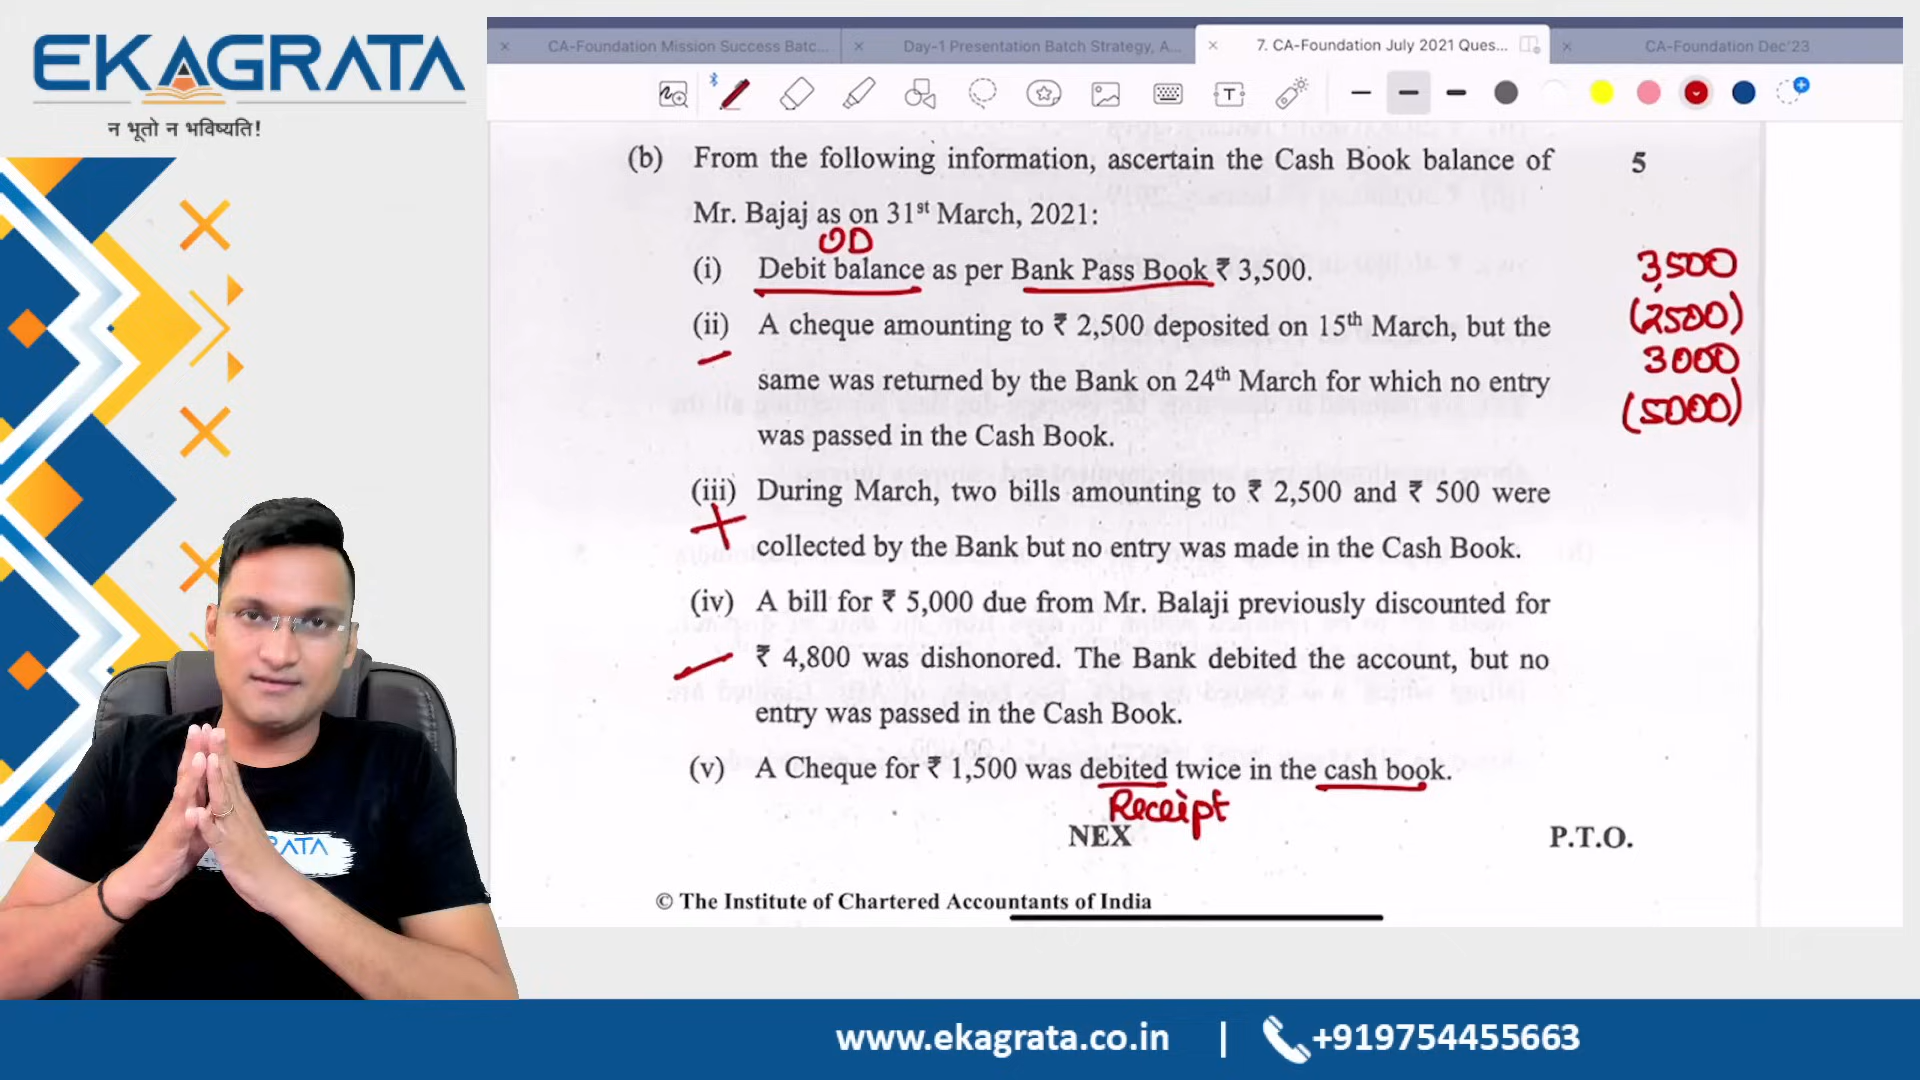 EKAGRATA
न भूतो न भविष्यति!
CA-Foundation Mission Success Batc...
Day-1 Presentation Batch Strategy, A...
7. CA-Foundation July 2021 Ques...
CA-Foundation Dec'23
(b) From the following information, ascertain the Cash Book balance of 5
Mr. Bajaj as on 31st March, 2021:
OD
(i) Debit balance as per Bank Pass Book ₹ 3,500.
3,500
(ii) A cheque amounting to ₹ 2,500 deposited on 15th March, but the
(2500)
3000
same was returned by the Bank on 24th March for which no entry
(5000)
was passed in the Cash Book.
(iii) During March, two bills amounting to ₹ 2,500 and ₹ 500 were
collected by the Bank but no entry was made in the Cash Book.
(iv) A bill for ₹ 5,000 due from Mr. Balaji previously discounted for
₹ 4,800 was dishonored. The Bank debited the account, but no
entry was passed in the Cash Book.
(v) A Cheque for ₹ 1,500 was debited twice in the cash book.
Receipt
NEX P.T.O.
© The Institute of Chartered Accountants of India
RATA
www.ekagrata.co.in | +919754455663